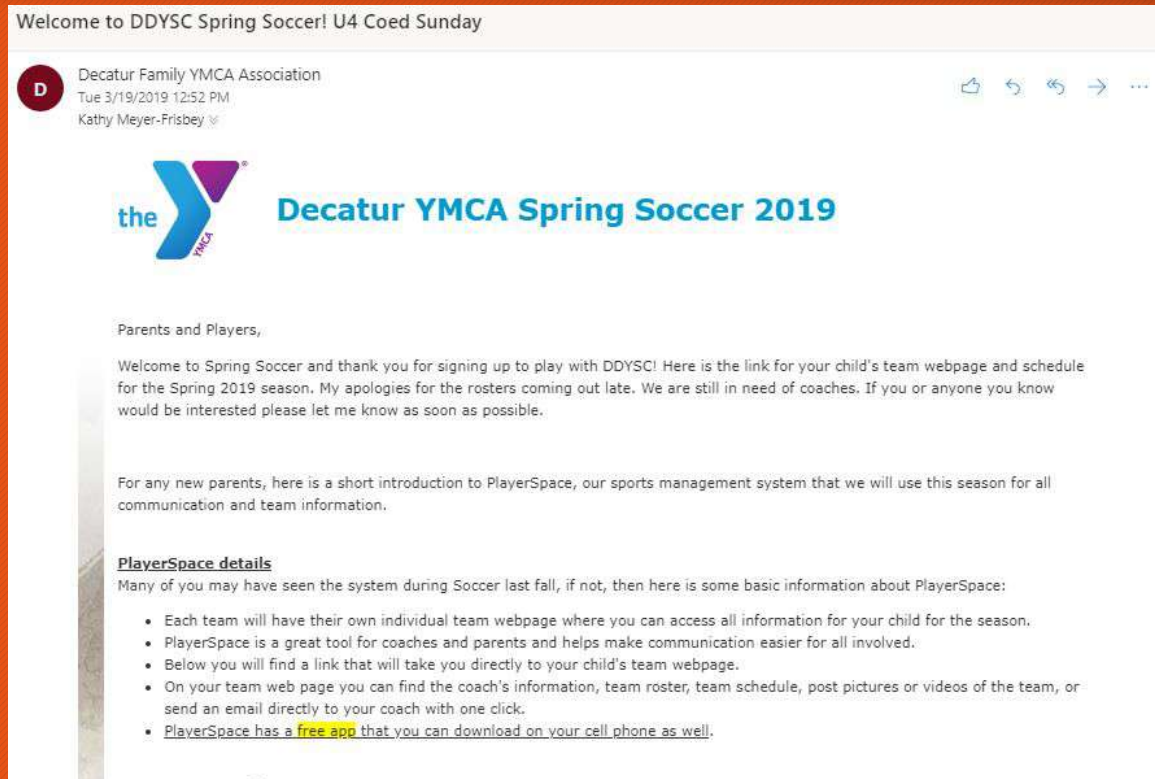 Welcome to DDYSC Spring Soccer! U4 Coed Sunday
D
Decatur Family YMCA Association
Tue 3/19/2019 12:52 PM
Kathy Meyer-Frisbey
the
YMCA
®
Decatur YMCA Spring Soccer 2019
Parents and Players,
Welcome to Spring Soccer and thank you for signing up to play with DDYSC! Here is the link for your child's team webpage and schedule
for the Spring 2019 season. My apologies for the rosters coming out late. We are still in need of coaches. If you or anyone you know
would be interested please let me know as soon as possible.
For any new parents, here is a short introduction to PlayerSpace, our sports management system that we will use this season for all
communication and team information.
PlayerSpace details
Many of you may have seen the system during Soccer last fall, if not, then here is some basic information about PlayerSpace:
• Each team will have their own individual team webpage where you can access all information for your child for the season.
• PlayerSpace is a great tool for coaches and parents and helps make communication easier for all involved.
• Below you will find a link that will take you directly to your child's team webpage.
• On your team web page you can find the coach's information, team roster, team schedule, post pictures or videos of the team, or
send an email directly to your coach with one click.
• PlayerSpace has a free app that you can download on your cell phone as well.